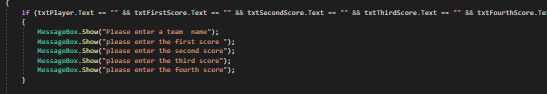 {
if (txtPlayer.Text == "" && txtFirstScore.Text == "" && txtSecondScore.Text == "" && txtThirdScore.Text == "" && txtFourthScore.Text
{
MessageBox.Show("Please enter a team  name");
MessageBox.Show("please enter the first score ");
MessageBox.Show("please enter the second score");
MessageBox.Show("please enter the third score");
MessageBox.Show("please enter the fourth score");
}